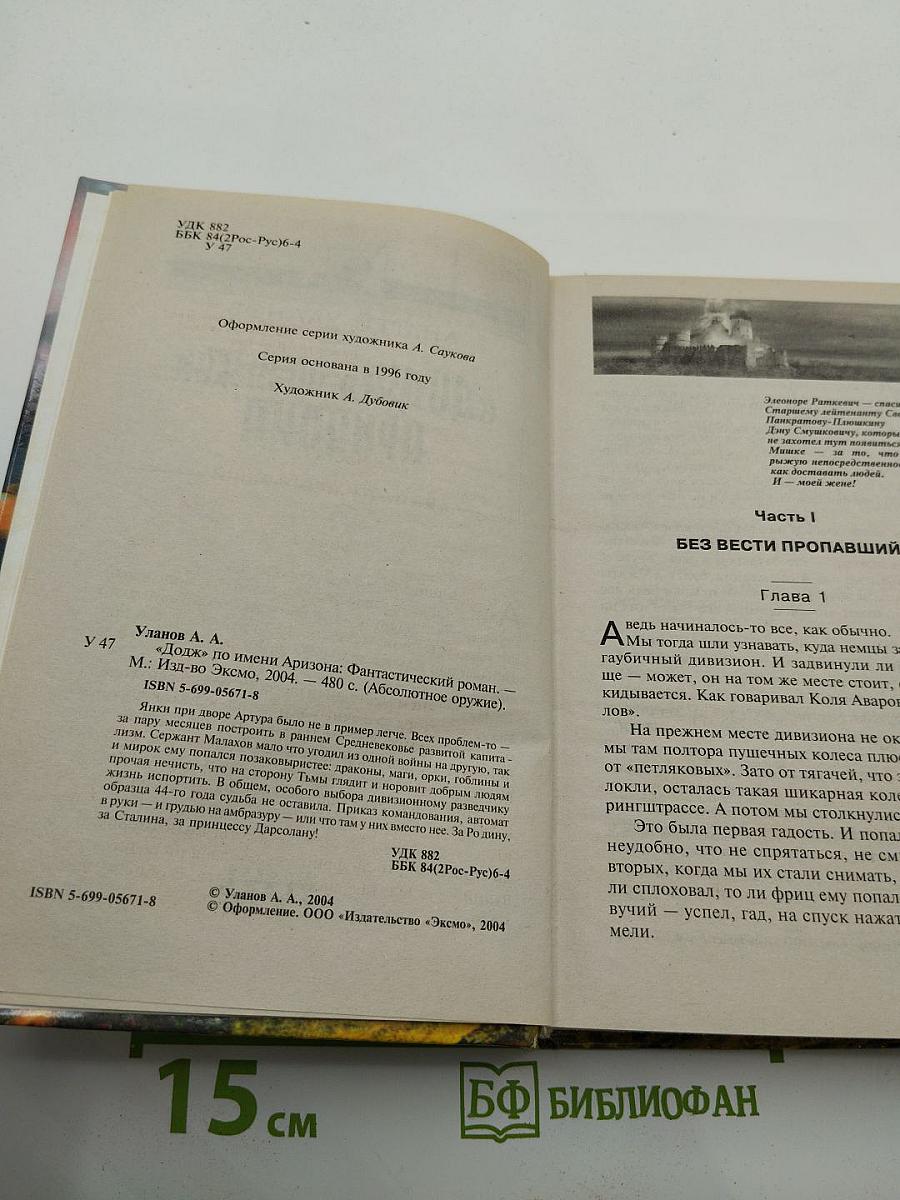 УДК 882
ББК 84(2Рос-Рус)6-4
У 47
Оформление серии художника А. Саукова
Серия основана в 1996 году
Художник А. Дубовик
Уланов А. А.
У 47 «Додж» по имени Аризона: Фантастический роман. —
М.: Изд-во Эксмо, 2004. — 480 с. (Абсолютное оружие).
ISBN 5-699-05671-8
Янки при дворе Артура было не в пример легче. Всех проблем-то —
за пару месяцев построить в раннем Средневековье развитой капита-
лизм. Сержант Малахов мало что угодил из одной войны на другую, так
и мирок ему попался позаковыристее: драконы, маги, орки, гоблины и
прочая нечисть, что на сторону Тьмы глядит и норовит добрым людям
жизнь испортить. В общем, особого выбора дивизионному разведчику
образца 44-го года судьба не оставила. Приказ командования, автомат
в руки — и грудью на амбразуру — или что там у них вместо нее. За Родину,
за Сталина, за принцессу Дарсолану!
УДК 882
ББК 84(2Рос-Рус)6-4
© Уланов А. А., 2004
ISBN 5-699-05671-8 © Оформление. ООО «Издательство «Эксмо», 2004
Элеоноре Раткевич — спаси
Старшему лейтенанту Све
Панкратову-Плюшкину
Дэну Смушковичу, которы
не захотел тут появитьс
Мишке — за то, что
рыжую непосредственнос
как доставать людей.
И — моей жене!
Часть I
БЕЗ ВЕСТИ ПРОПАВШИЙ
Глава 1
А ведь начиналось-то все, как обычно.
Мы тогда шли узнавать, куда немцы за
гаубичный дивизион. И задвинули ли
ще — может, он на том же месте стоит,
кидывается. Как говаривал Коля Аваров
лов».
На прежнем месте дивизиона не ок
мы там полтора пушечных колеса плюс
от «петляковых». Зато от тягачей, что
локли, осталась такая шикарная коле
рингштрассе. А потом мы столкнулис
Это была первая гадость. И попал
неудобно, что не спрятаться, не см
вторых, когда мы их стали снимать,
ли сплоховал, то ли фриц ему попал
вучий — успел, гад, на спуск нажат
мели.
15 см
БФ БИБЛИОФАН